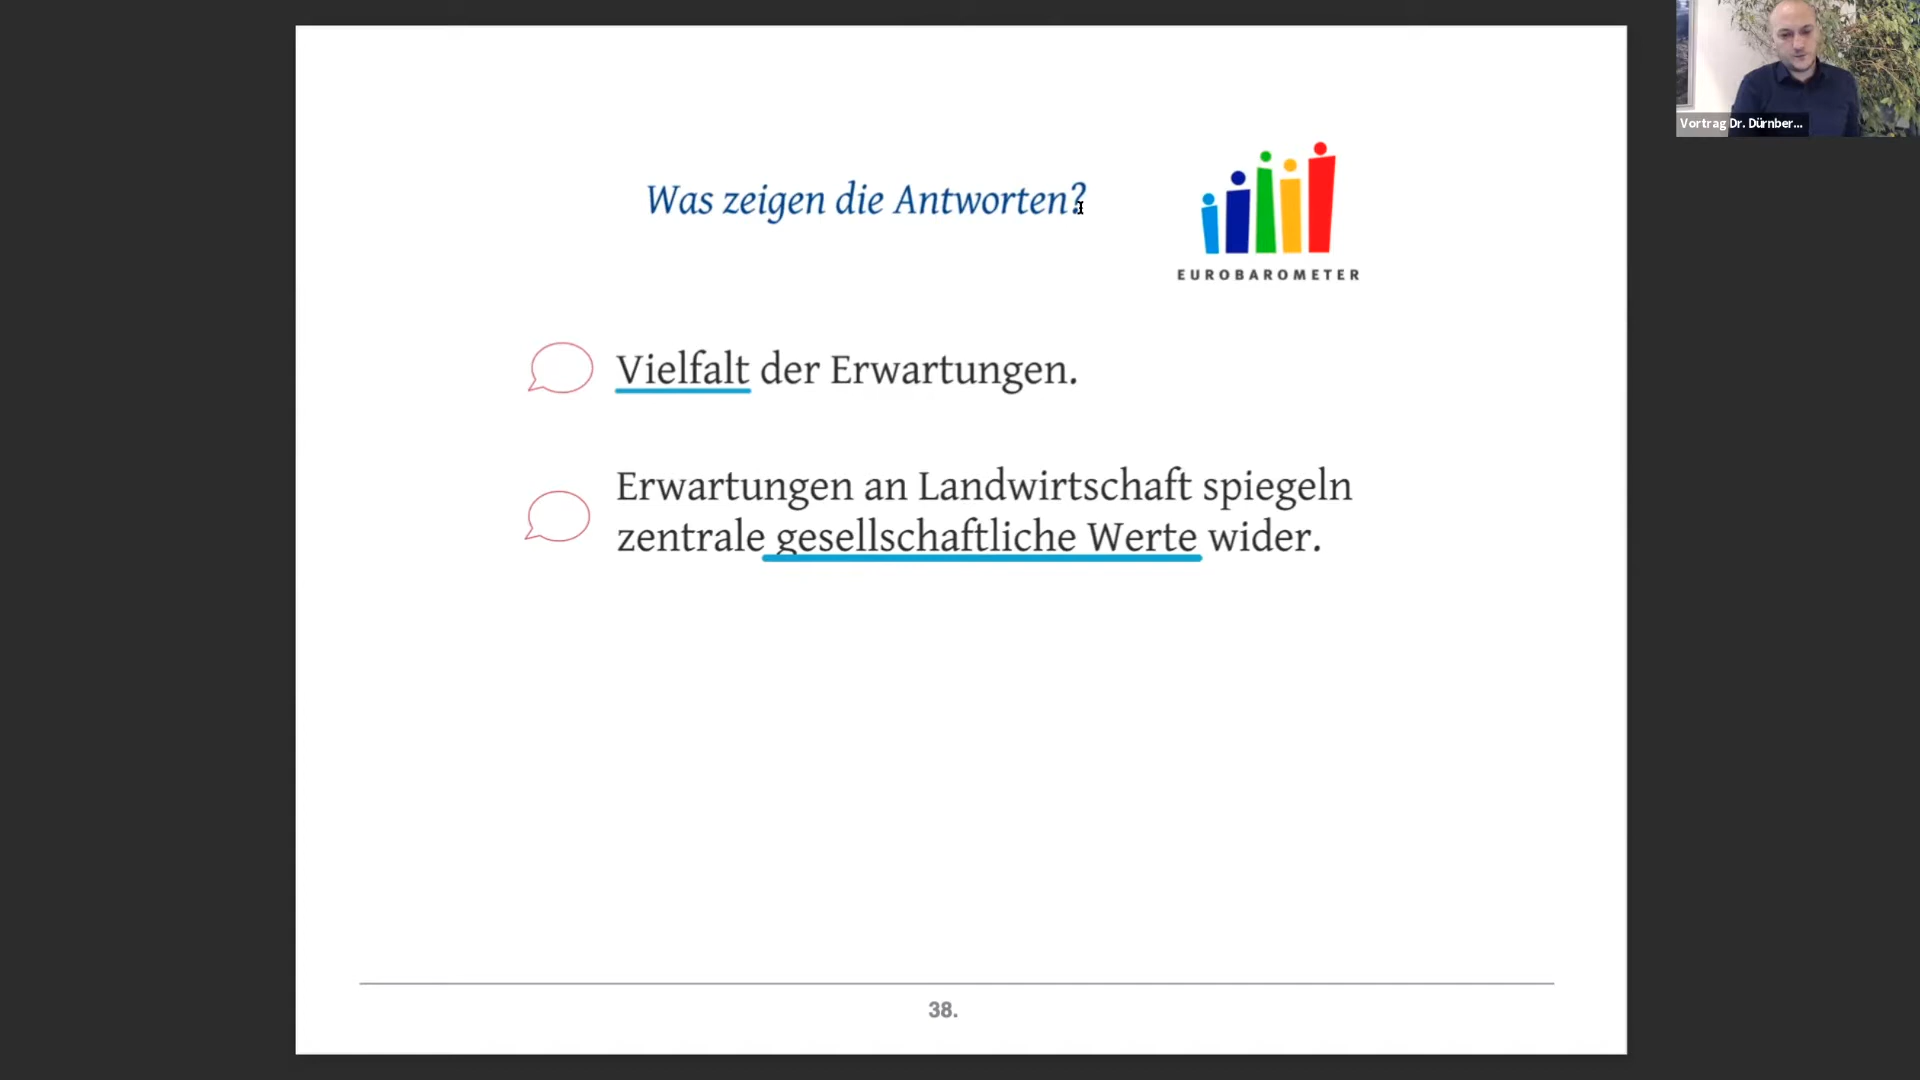 Vortrag Dr. Dürnber...
Was zeigen die Antworten?
EUROBAROMETER
Vielfalt der Erwartungen.
Erwartungen an Landwirtschaft spiegeln
zentrale gesellschaftliche Werte wider.
38.